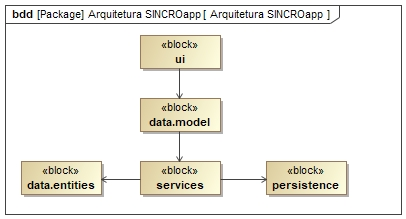 bdd [Package] Arquitetura SINCROapp [ Arquitetura SINCROapp ]
«block»
ui
«block»
data.model
«block» «block» «block»
data.entities services persistence